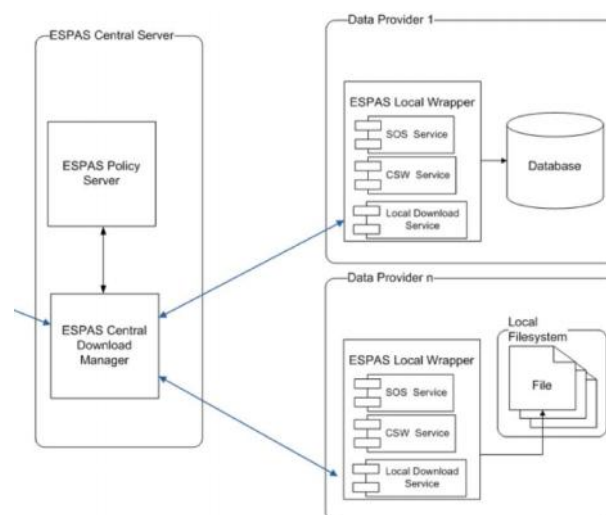 ESPAS Central Server
ESPAS Policy
Server
ESPAS Central
Download
Manager
Data Provider 1
ESPAS Local Wrapper
SOS Service
CSW Service
Local Download
Service
Database
Data Provider n
ESPAS Local Wrapper
SOS Service
CSW Service
Local Download
Service
Local
Filesystem
File